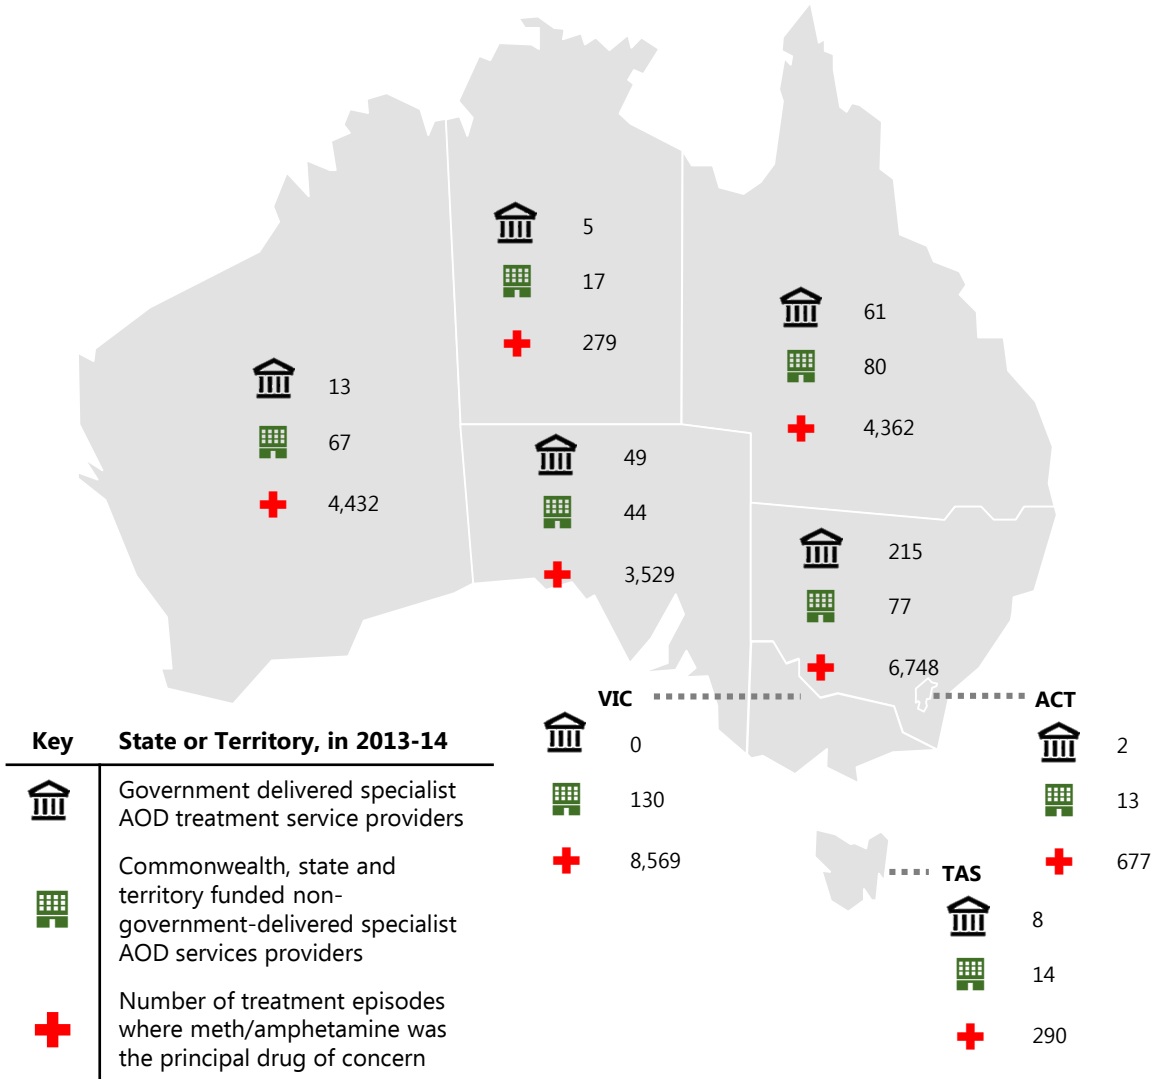 5
17
279
61
80
4,362
13
67
4,432
49
44
3,529
215
77
6,748
VIC
0
130
8,569
ACT
2
13
677
TAS
8
14
290
Key State or Territory, in 2013-14
Government delivered specialist
AOD treatment service providers
Commonwealth, state and
territory funded non-
government-delivered specialist
AOD services providers
Number of treatment episodes
where meth/amphetamine was
the principal drug of concern